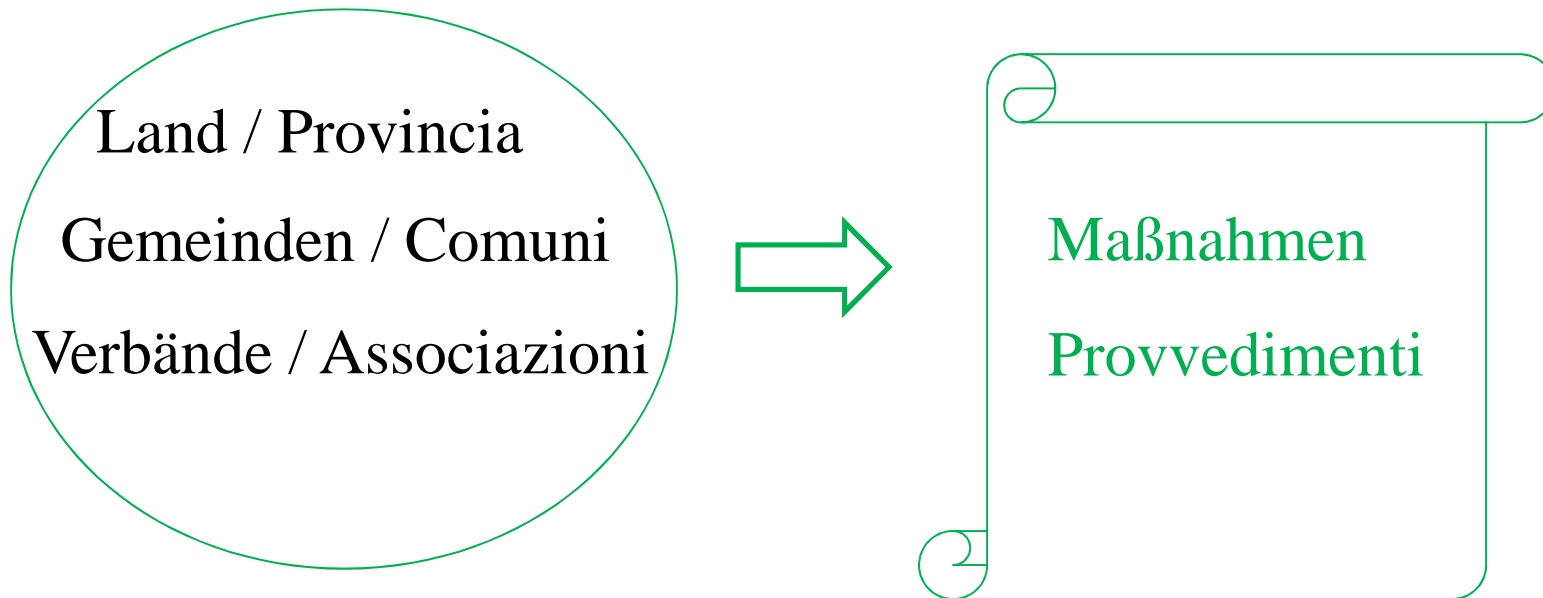 Land / Provincia
Gemeinden / Comuni
Verbände / Associazioni
Maßnahmen
Provvedimenti